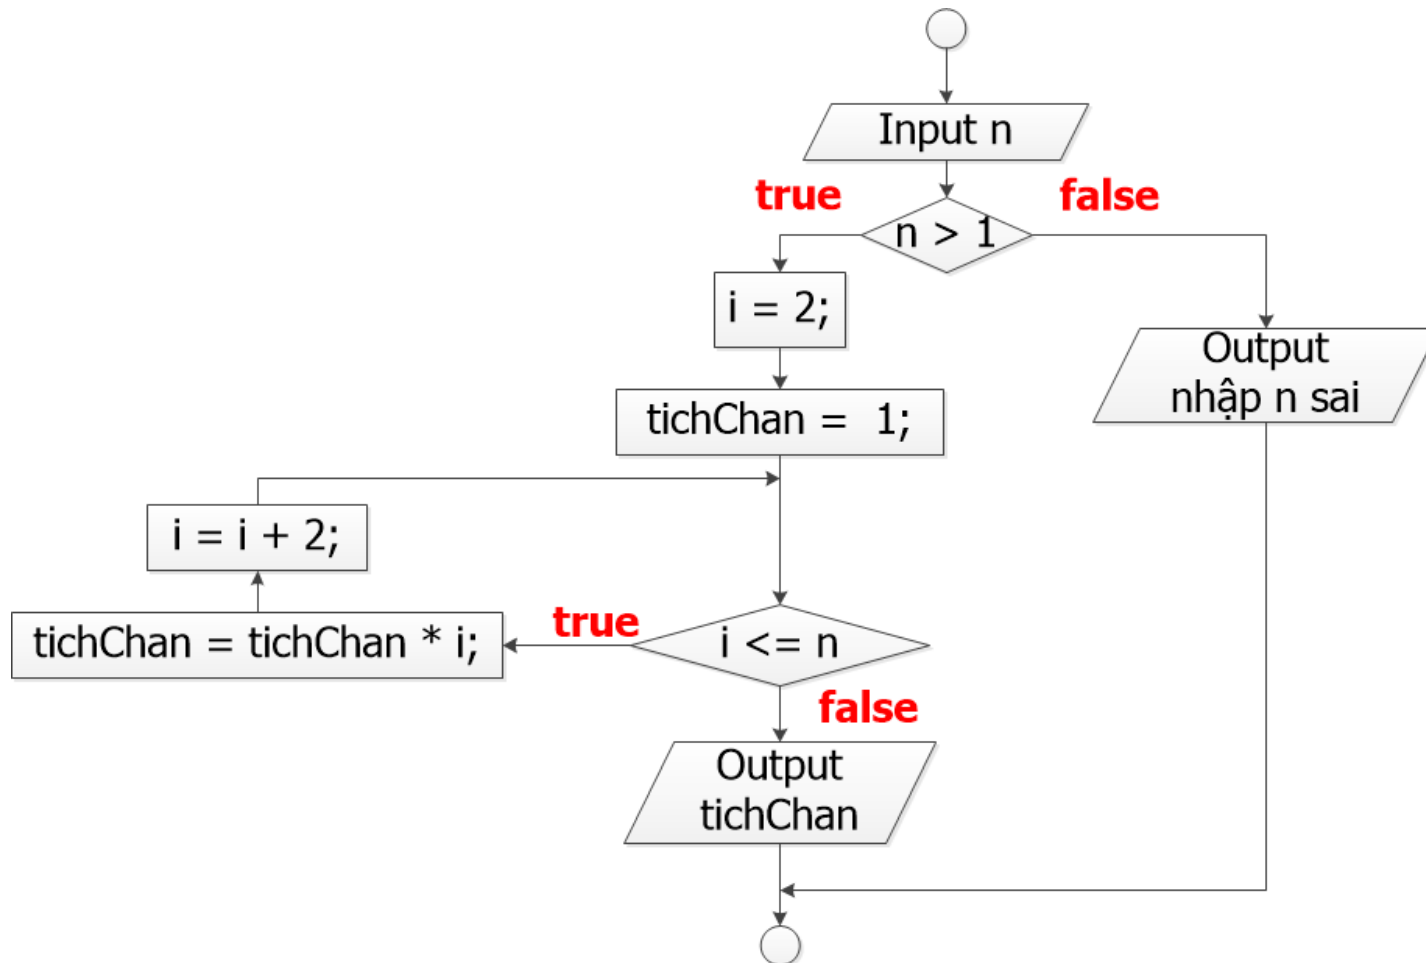 Input n
true
false
n > 1
i = 2;
Output
nhập n sai
tichChan =  1;
i = i + 2;
tichChan = tichChan * i;
true
i <= n
false
Output
tichChan